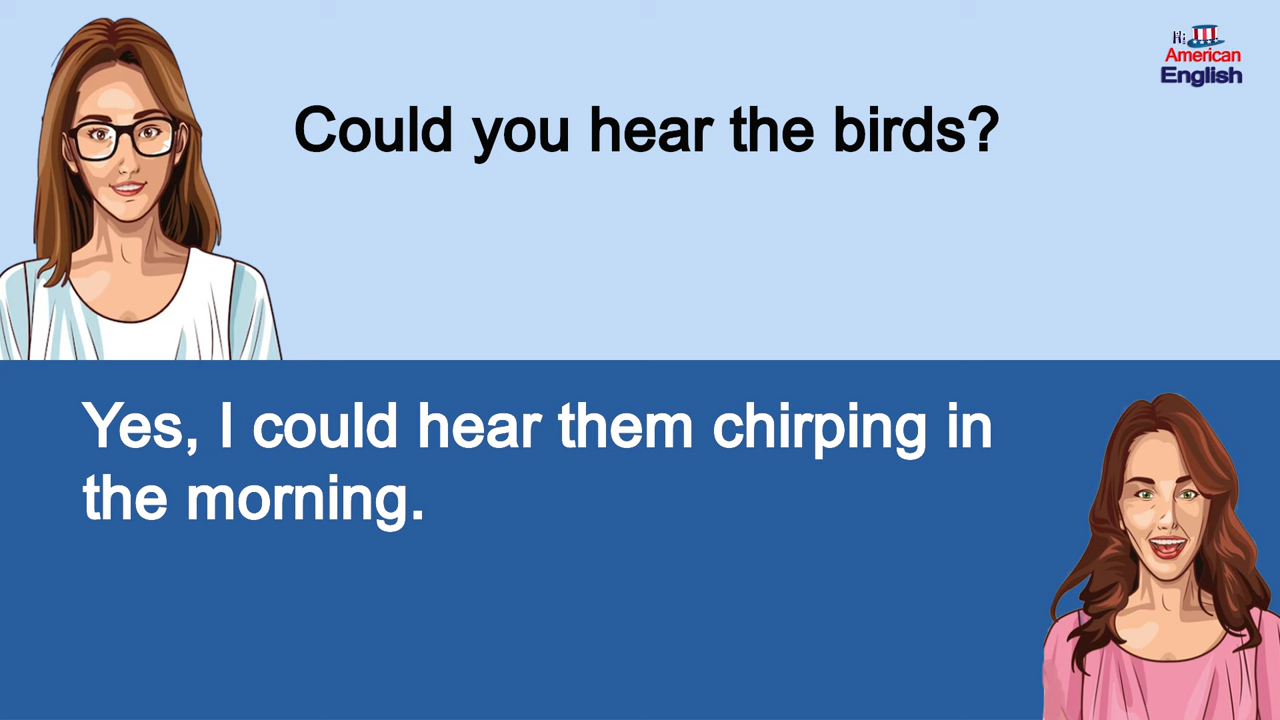 Hi
American
English
Could you hear the birds?
Yes, I could hear them chirping in
the morning.